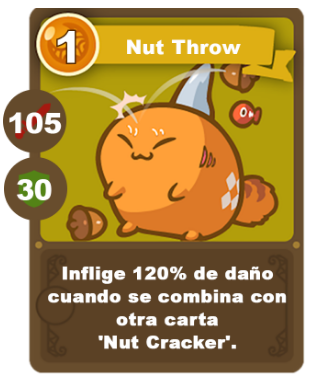 1
Nut Throw
105
30
Inflige 120% de daño
cuando se combina con
otra carta
'Nut Cracker'.